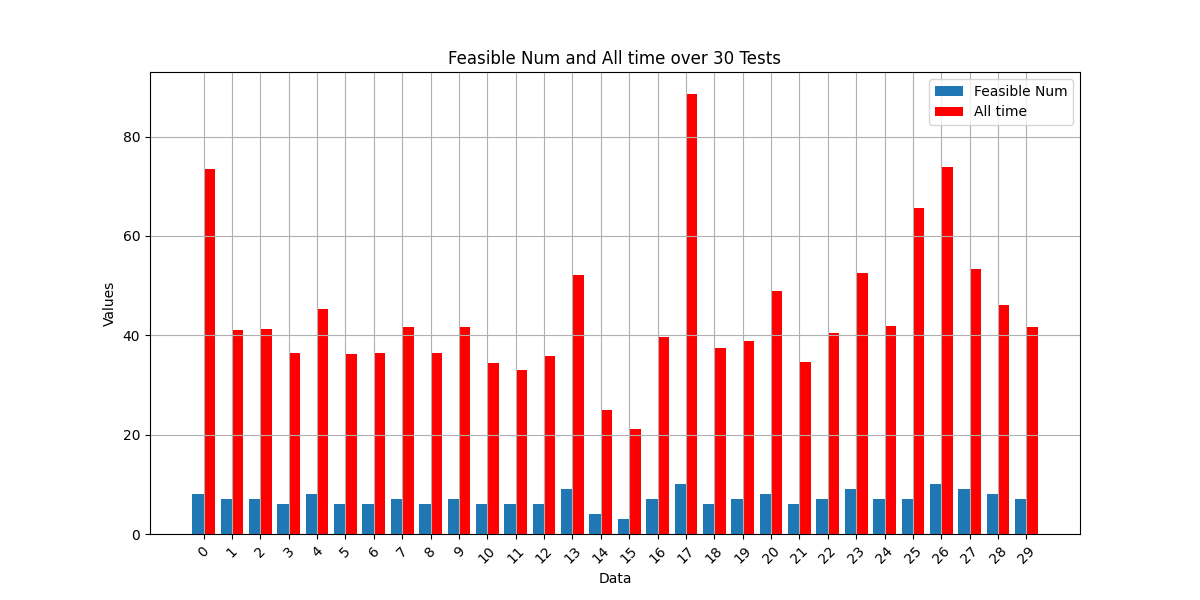 Feasible Num and All time over 30 Tests
Feasible Num
All time
Values
80
60
40
20
0
0 1 2 3 4 5 6 7 8 9 10 11 12 13 14 15 16 17 18 19 20 21 22 23 24 25 26 27 28 29
Data